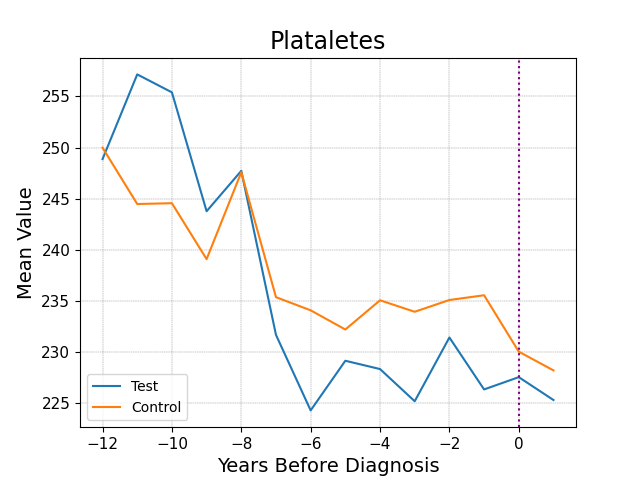 Plataletes
Mean Value
255
250
245
240
235
230
225
Test
Control
−12 −10 −8 −6 −4 −2 0
Years Before Diagnosis